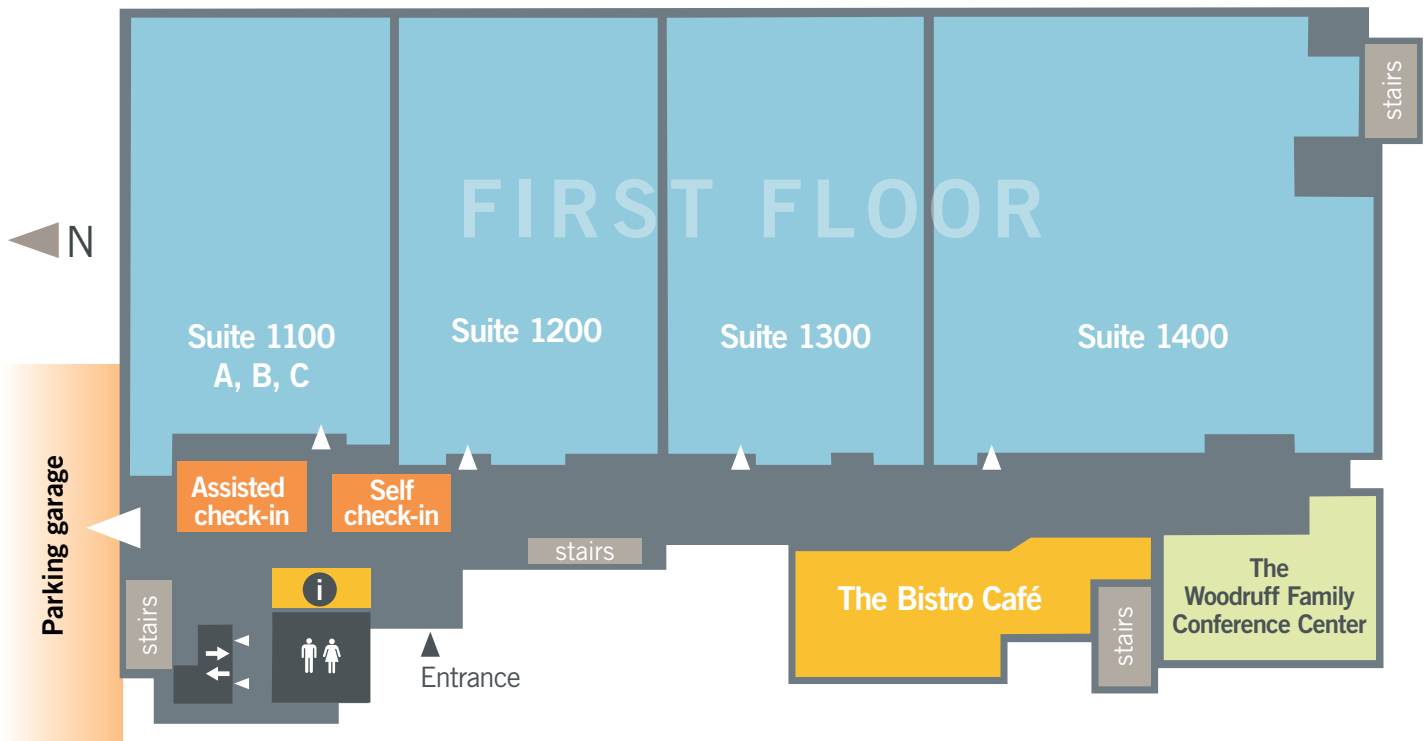 FIRST FLOOR
stairs
N
Suite 1100
A, B, C
Suite 1200
Suite 1300
Suite 1400
Parking garage
Assisted
check-in
Self
check-in
stairs
stairs
i
Entrance
The Bistro Café
stairs
The
Woodruff Family
Conference Center